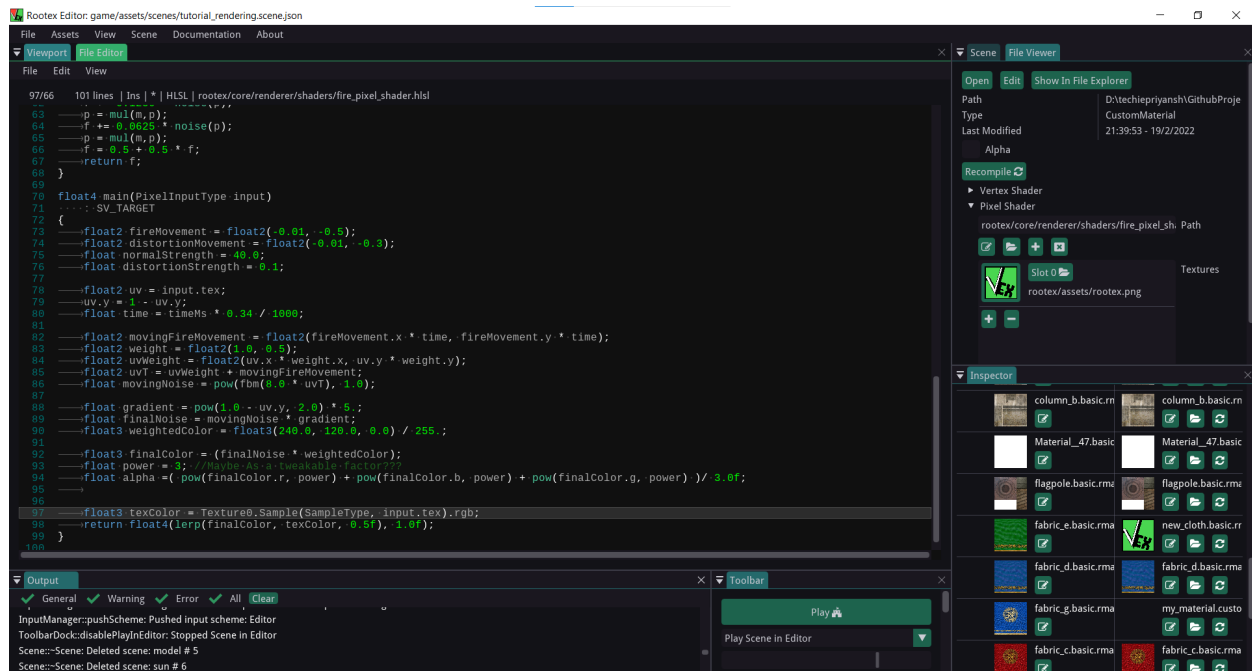 Rootex Editor: game/assets/scenes/tutorial_rendering.scene.json
File Assets View Scene Documentation About
Viewport File Editor
File Edit View
97/66 101 lines | Ins | * | HLSL | rootex/core/renderer/shaders/fire_pixel_shader.hlsl
63 p = mul(m,p);
64 f += 0.0625 * noise(p);
65 p = mul(m,p);
66 f = 0.5 + 0.5 * f;
67 return f;
68 }
69
70 float4 main(PixelInputType input)
71 : SV_TARGET
72 {
73 float2 fireMovement = float2(-0.01, -0.5);
74 float2 distortionMovement = float2(-0.01, -0.3);
75 float normalStrength = 40.0;
76 float distortionStrength = 0.1;
77
78 float2 uv = input.tex;
79 uv.y = 1 - uv.y;
80 float time = timeMs * 0.34 / 1000;
81
82 float2 movingFireMovement = float2(fireMovement.x * time, fireMovement.y * time);
83 float2 weight = float2(1.0, 0.5);
84 float2 uvWeight = float2(uv.x * weight.x, uv.y * weight.y);
85 float2 uvT = uvWeight + movingFireMovement;
86 float movingNoise = pow(fbm(8.0 * uvT), 1.0);
87
88 float gradient = pow(1.0 - uv.y, 2.0) * 5.;
89 float finalNoise = movingNoise * gradient;
90 float3 weightedColor = float3(240.0, 120.0, 0.0) / 255.;
91
92 float3 finalColor = (finalNoise * weightedColor);
93 float power = 3; //Maybe As a tweakable factor???
94 float alpha =( pow(finalColor.r, power) + pow(finalColor.b, power) + pow(finalColor.g, power) )/ 3.0f;
95
96
97 float3 texColor = Texture0.Sample(SampleType, input.tex).rgb;
98 return float4(lerp(finalColor, texColor, 0.5f), 1.0f);
99 }
100
Scene File Viewer
Open Edit Show In File Explorer
Path D:\techiepriyansh\GithubProje
Type CustomMaterial
Last Modified 21:39:53 - 19/2/2022
Alpha
Recompile
Vertex Shader
Pixel Shader
rootex/core/renderer/shaders/fire_pixel_sh Path
Slot 0 Textures
rootex/assets/rootex.png
Inspector
column_b.basic.rm column_b.basic.rm
Material__47.basic Material__47.basic
flagpole.basic.rma flagpole.basic.rma
fabric_e.basic.rma new_cloth.basic.rr
fabric_d.basic.rma fabric_d.basic.rma
fabric_g.basic.rma my_material.custo
fabric_c.basic.rma fabric_c.basic.rma
Output
General Warning Error All Clear
InputManager::pushScheme: Pushed input scheme: Editor
ToolbarDock::disablePlayInEditor: Stopped Scene in Editor
Scene::~Scene: Deleted scene: model # 5
Scene::~Scene: Deleted scene: sun # 6
Toolbar
Play
Play Scene in Editor